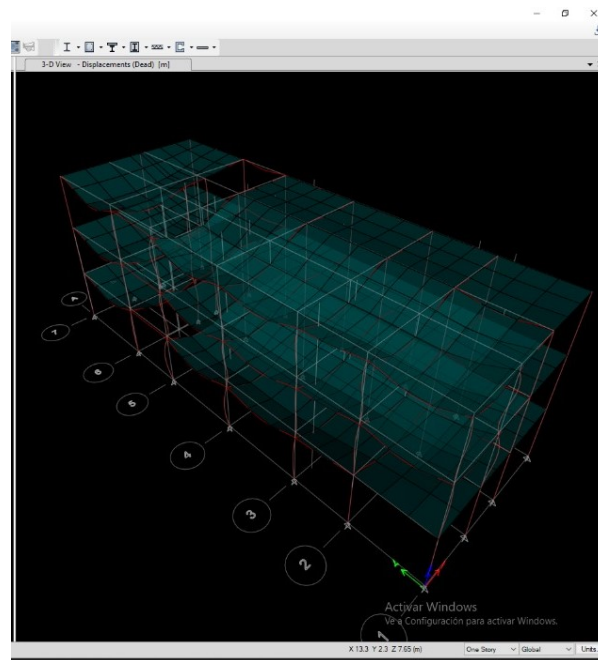 3-D View - Displacements (Dead) [m]
A
7
6
5
4
3
2
1
Activar Windows
Ve a Configuración para activar Windows.
X 13.3 Y 2.3 Z 7.65 (m)
One Story
Global
Units.